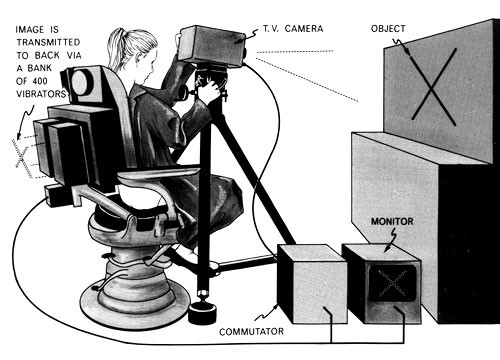 IMAGE IS
TRANSMITTED
TO BACK VIA
A BANK
OF 400
VIBRATORS
T.V. CAMERA
OBJECT
MONITOR
COMMUTATOR